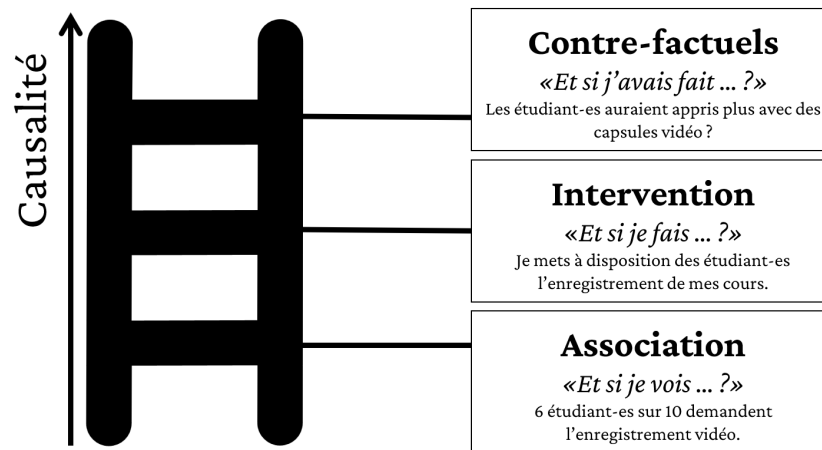 Causalité
Contre-factuels
«Et si j’avais fait ... ?»
Les étudiant-es auraient appris plus avec des
capsules vidéo ?
Intervention
«Et si je fais ... ?»
Je mets à disposition des étudiant-es
l’enregistrement de mes cours.
Association
«Et si je vois ... ?»
6 étudiant-es sur 10 demandent
l’enregistrement vidéo.